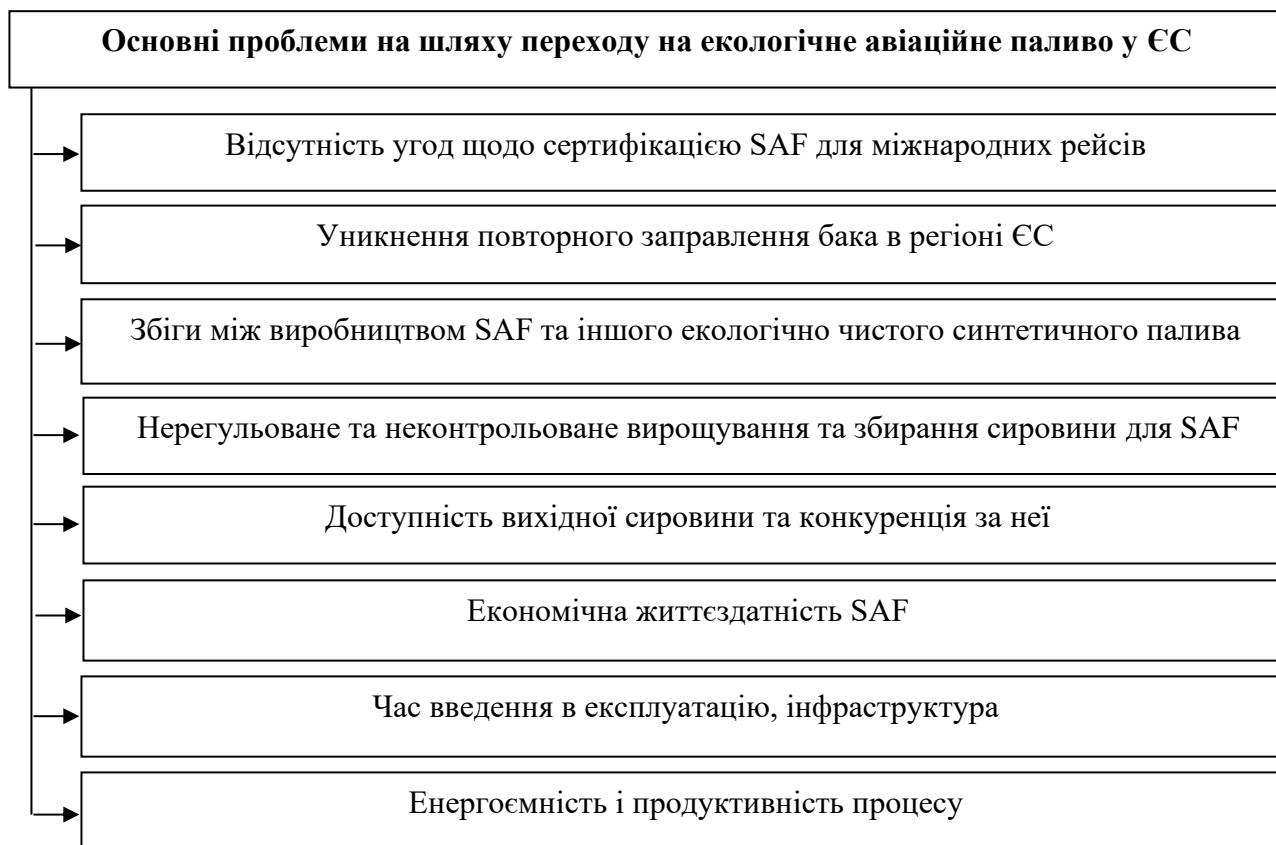 Основні проблеми на шляху переходу на екологічне авіаційне паливо у ЄС
Відсутність угод щодо сертифікацією SAF для міжнародних рейсів
Уникнення повторного заправлення бака в регіоні ЄС
Збіги між виробництвом SAF та іншого екологічно чистого синтетичного палива
Нерегульоване та неконтрольоване вирощування та збирання сировини для SAF
Доступність вихідної сировини та конкуренція за неї
Економічна життєздатність SAF
Час введення в експлуатацію, інфраструктура
Енергоємність і продуктивність процесу